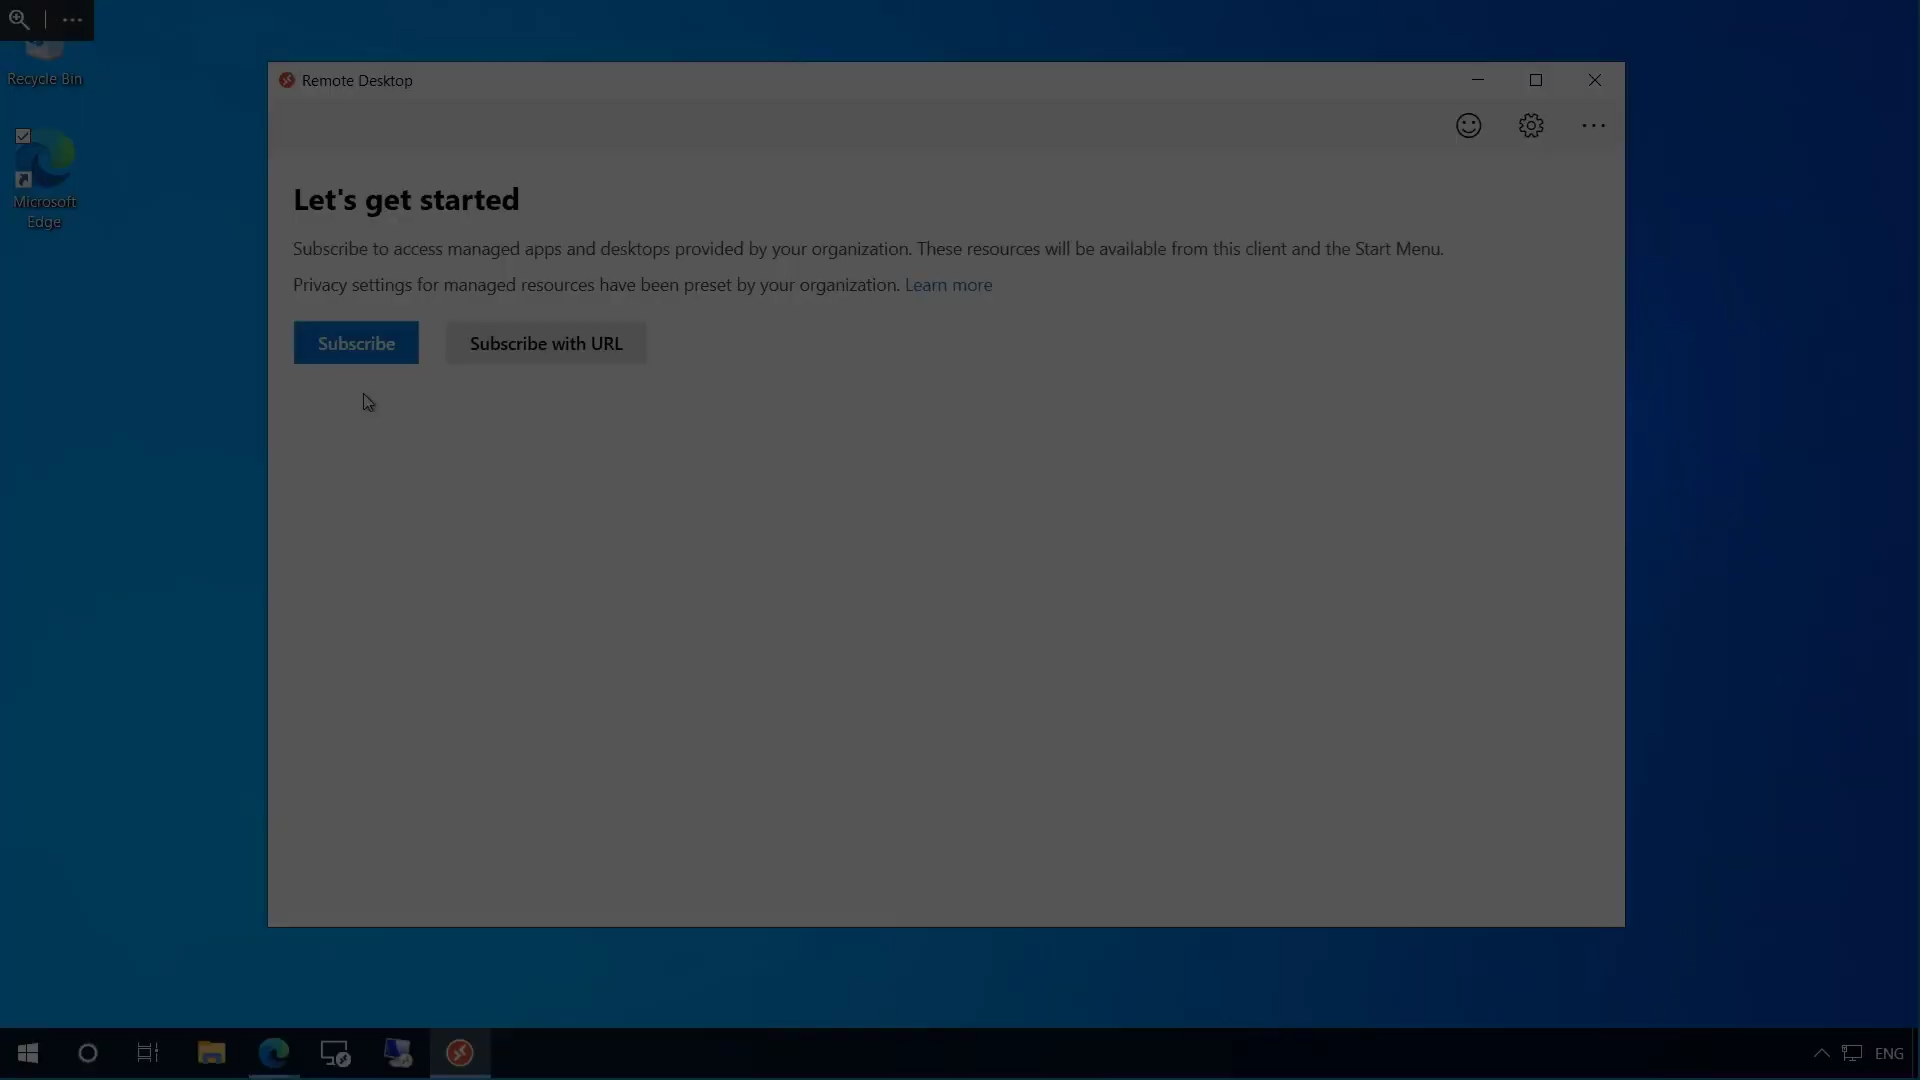 Recycle Bin
Microsoft
Edge
Remote Desktop
Let's get started
Subscribe to access managed apps and desktops provided by your organization. These resources will be available from this client and the Start Menu.
Privacy settings for managed resources have been preset by your organization. Learn more
Subscribe
Subscribe with URL
ENG